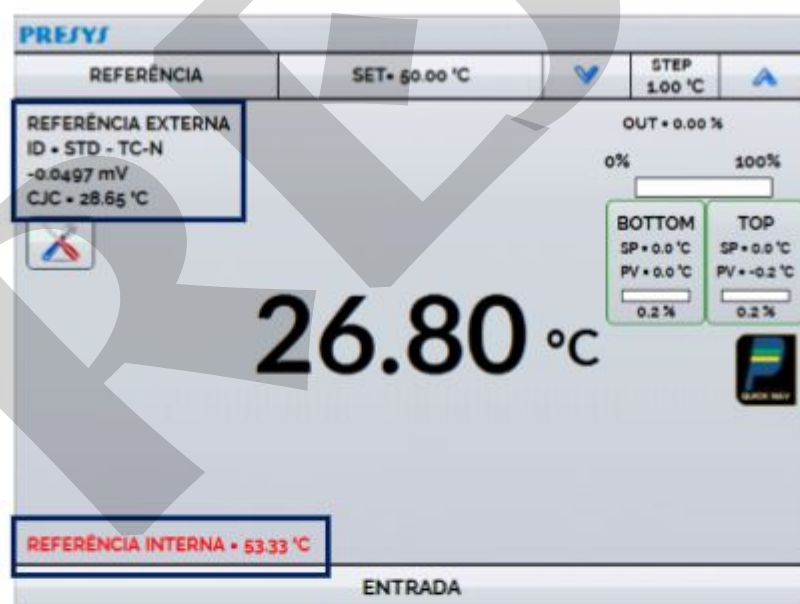 PRESYS
REFERÊNCIA
SET• 50.00 °C
STEP
1.00 °C
REFERÊNCIA EXTERNA
ID • STD - TC-N
-0.0497 mV
CJC • 28.65 °C
OUT • 0.00 %
0% 100%
BOTTOM
SP • 0.0 °C
PV • 0.0 °C
0.2 %
TOP
SP • 0.0 °C
PV • -0.2 °C
0.2 %
26.80 °C
QUICK NAV
REFERÊNCIA INTERNA • 53.33 °C
ENTRADA